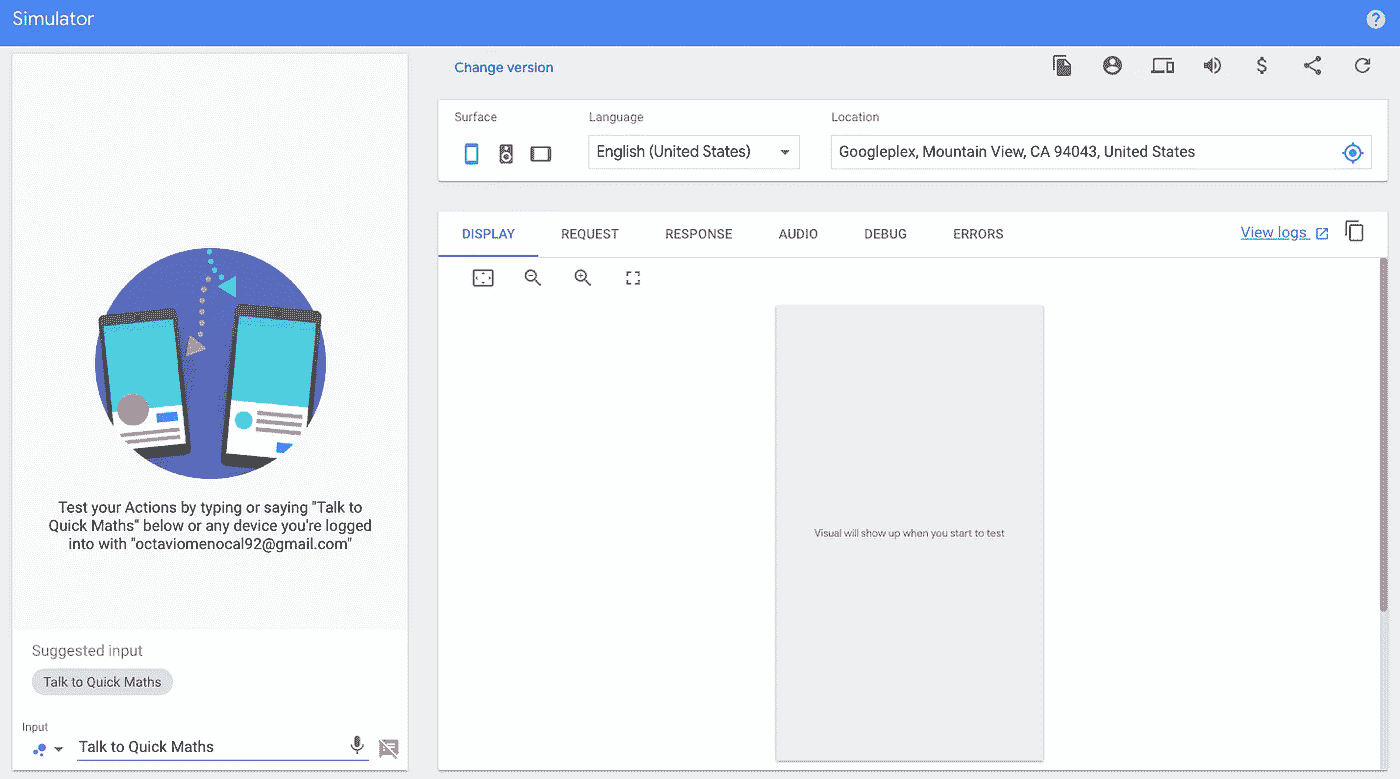 Simulator
Test your Actions by typing or saying "Talk to
Quick Maths" below or any device you're logged
into with "octaviomenocal92@gmail.com"
Suggested input
Talk to Quick Maths
Input
Talk to Quick Maths
Change version
Surface
Language
Location
English (United States)
Googleplex, Mountain View, CA 94043, United States
DISPLAY
REQUEST
RESPONSE
AUDIO
DEBUG
ERRORS
View logs
Visual will show up when you start to test